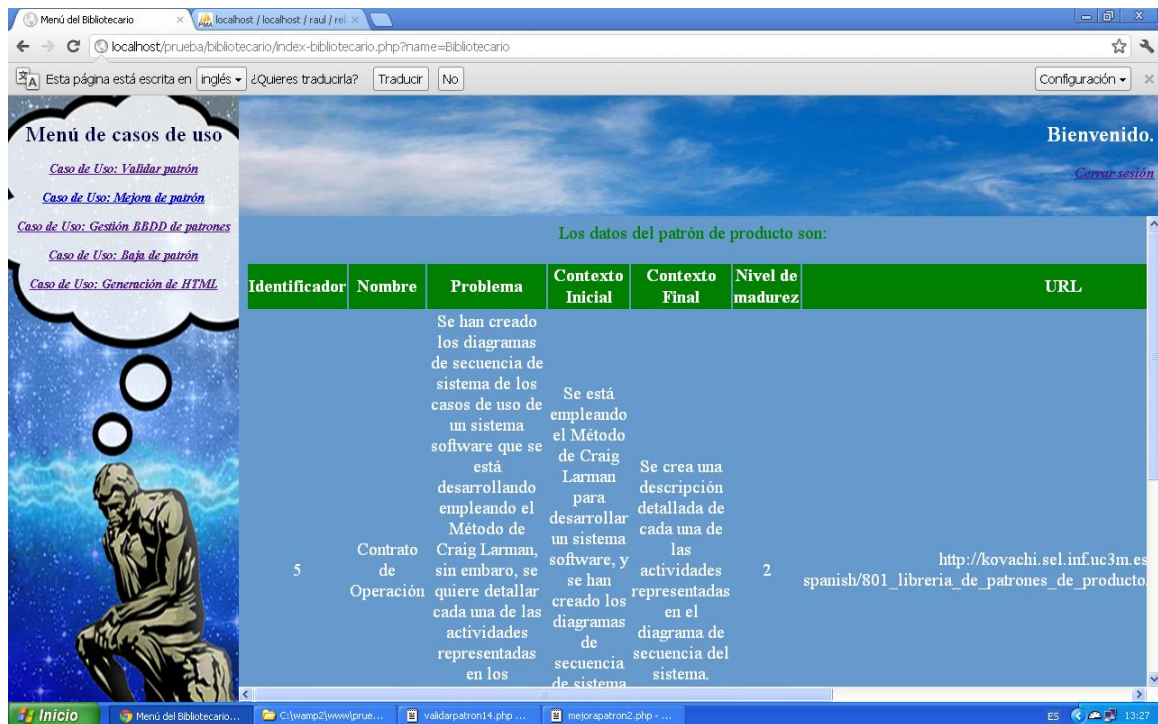 Menú del Bibliotecario
localhost / localhost / raul / rel
localhost/prueba/bibliotecario/index-bibliotecario.php?name=Bibliotecario
Esta página está escrita en inglés ¿Quieres traducirla? Traducir No Configuración
Menú de casos de uso
Caso de Uso: Validar patrón
Caso de Uso: Mejora de patrón
Caso de Uso: Gestión BBDD de patrones
Caso de Uso: Baja de patrón
Caso de Uso: Generación de HTML
Bienvenido.
Cerrar sesión
Los datos del patrón de producto son:
Identificador
Nombre
Problema
Contexto
Inicial
Contexto
Final
Nivel de
madurez
URL
5
Contrato
de
Operación
Se han creado
los diagramas
de secuencia de
sistema de los
casos de uso de
un sistema
software que se
está
desarrollando
empleando el
Método de
Craig Larman,
sin embaro, se
quiere detallar
cada una de las
actividades
representadas
en los
Se está
empleando
el Método
de Craig
Larman
para
desarrollar
un sistema
software, y
se han
creado los
diagramas
de
secuencia
de sistema
Se crea una
descripción
detallada de
cada una de
las
actividades
representadas
en el
diagrama de
secuencia del
sistema.
2
http://kovachi.sel.inf.uc3m.es
spanish/801_libreria_de_patrones_de_producto.
Inicio
Menú del Bibliotecario...
C:\wamp2\www\prue...
validarpatron14.php ...
mejorapatron2.php - ...
ES
13:27